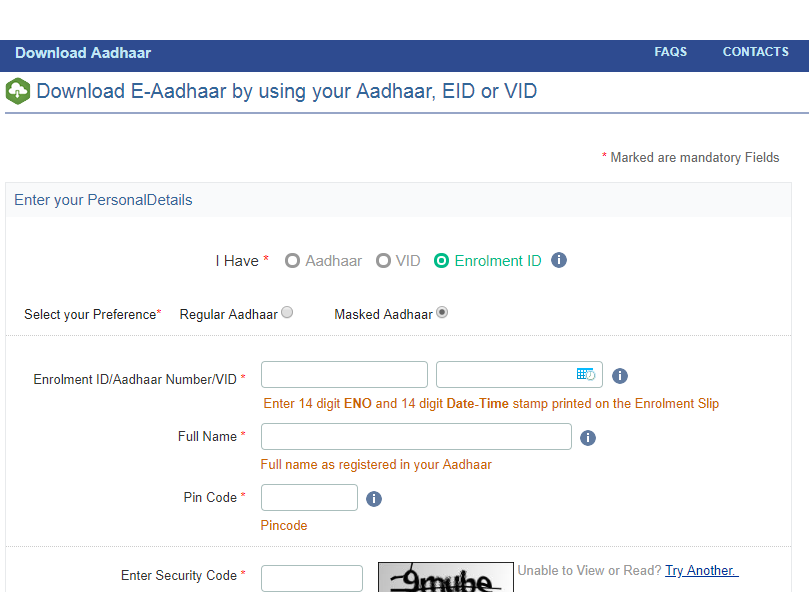 Download Aadhaar FAQS CONTACTS
Download E-Aadhaar by using your Aadhaar, EID or VID
* Marked are mandatory Fields
Enter your PersonalDetails
I Have * Aadhaar VID Enrolment ID i
Select your Preference* Regular Aadhaar Masked Aadhaar
Enrolment ID/Aadhaar Number/VID * i
Enter 14 digit ENO and 14 digit Date-Time stamp printed on the Enrolment Slip
Full Name * i
Full name as registered in your Aadhaar
Pin Code * i
Pincode
Enter Security Code * Unable to View or Read? Try Another.